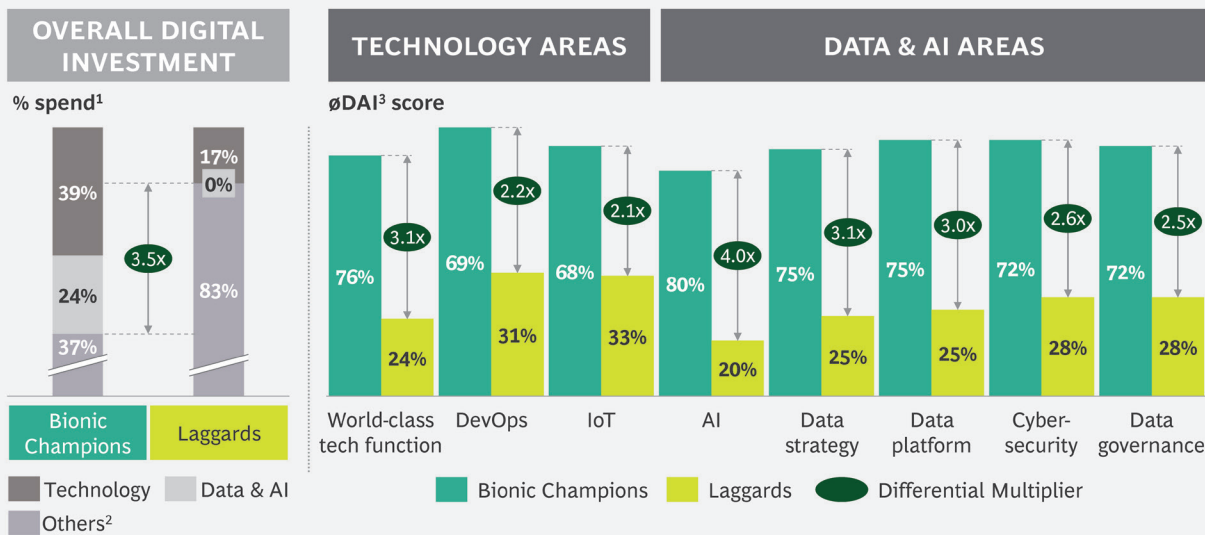 OVERALL DIGITAL
INVESTMENT
TECHNOLOGY AREAS
DATA & AI AREAS
% spend¹
39%
24%
37%
3.5x
17%
0%
83%
Bionic
Champions
Laggards
Technology
Data & AI
Others²
øDAI³ score
76%
3.1x
24%
69%
2.2x
31%
68%
2.1x
33%
80%
4.0x
20%
75%
3.1x
25%
75%
3.0x
25%
72%
2.6x
28%
72%
2.5x
28%
World-class
tech function
DevOps
IoT
AI
Data
strategy
Data
platform
Cyber-
security
Data
governance
Bionic Champions
Laggards
Differential Multiplier